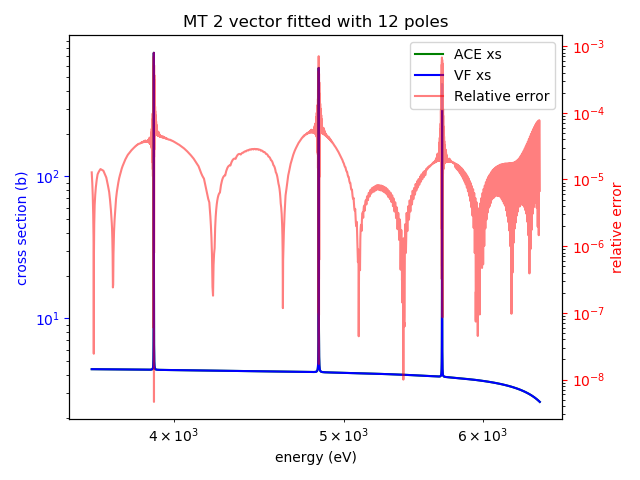 MT 2 vector fitted with 12 poles
ACE xs
VF xs
Relative error
cross section (b)
10²
10¹
relative error
10⁻³
10⁻⁴
10⁻⁵
10⁻⁶
10⁻⁷
10⁻⁸
4 × 10³
5 × 10³
6 × 10³
energy (eV)